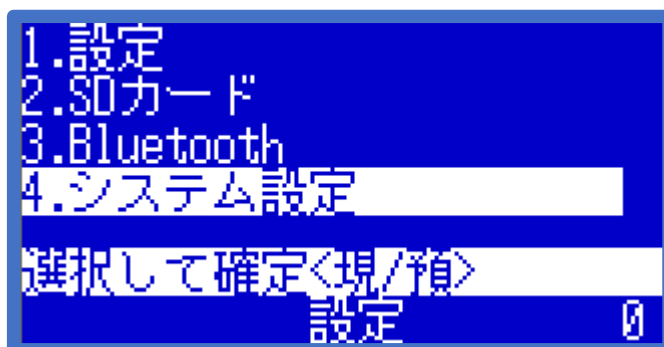 1.設定
2.SDカード
3.Bluetooth
4.システム設定
選択して確定<現/預>
設定 0